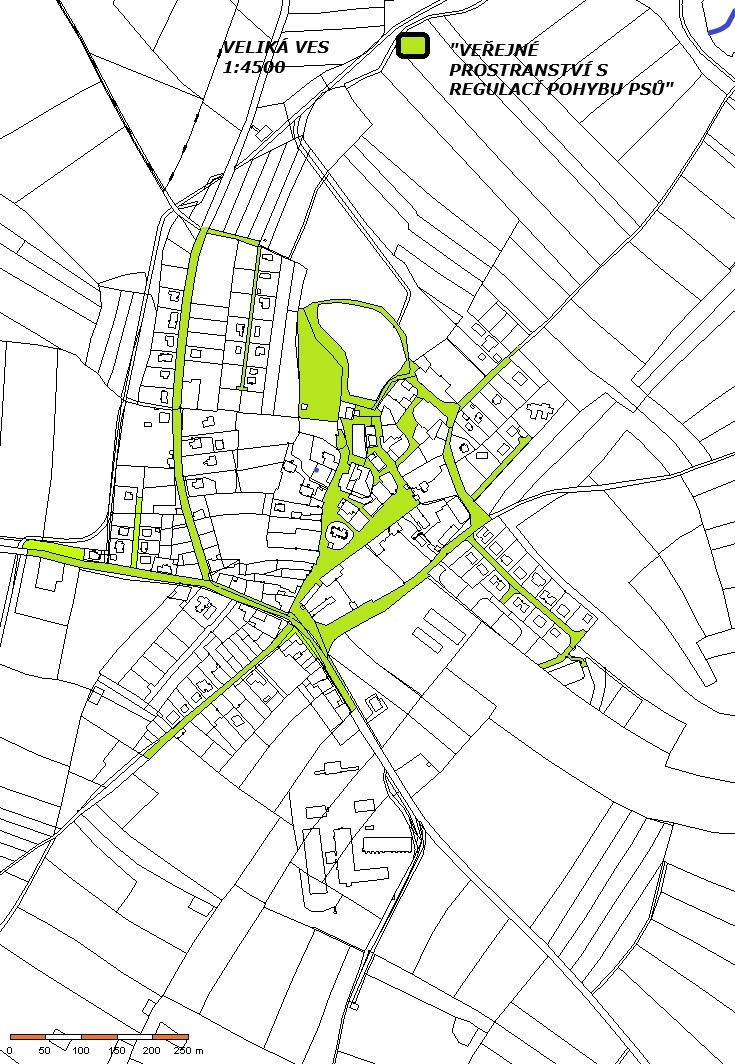 VELIKÁ VES
1:4500
"VEŘEJNÉ
PROSTRANSTVÍ S
REGULACÍ POHYBU PSŮ"
0 50 100 150 200 250 m